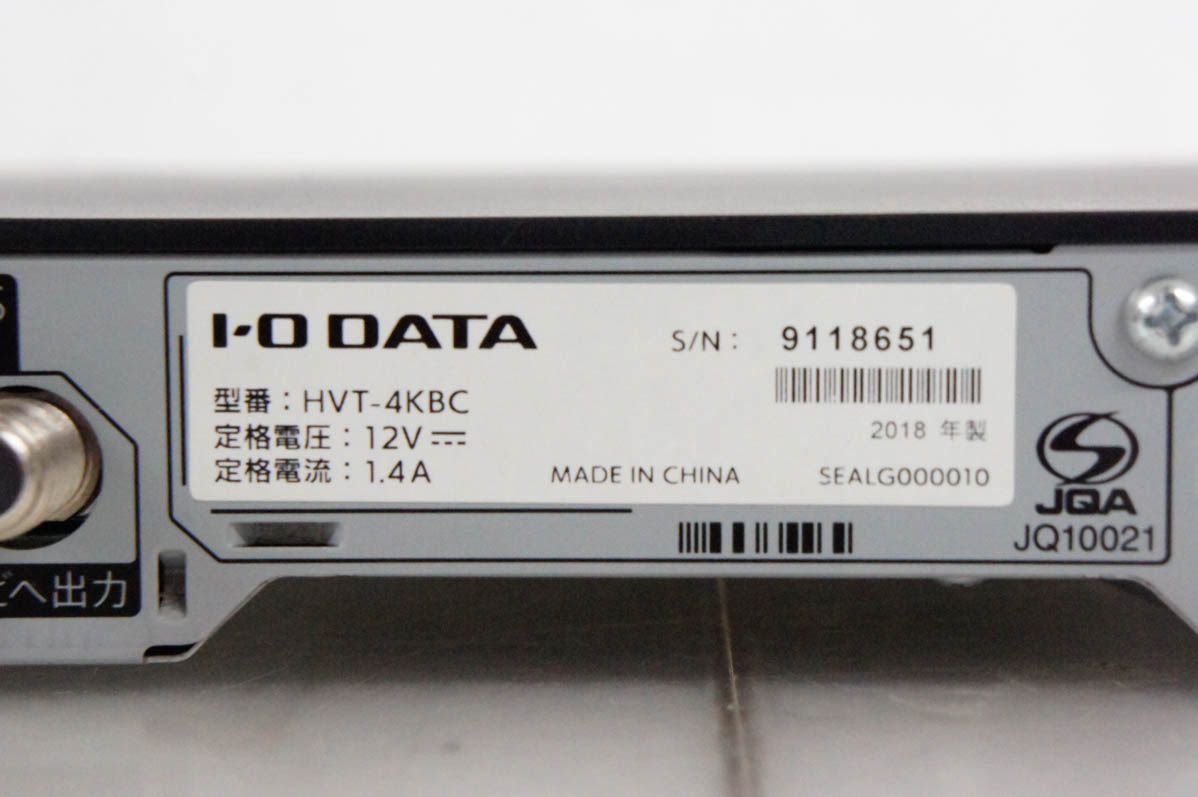 I-O DATA
S/N : 9118651
型番 : HVT-4KBC
定格電圧 : 12V
定格電流 : 1.4A
2018 年製
MADE IN CHINA
SEALG000010
JQA
JQ10021
へ出力